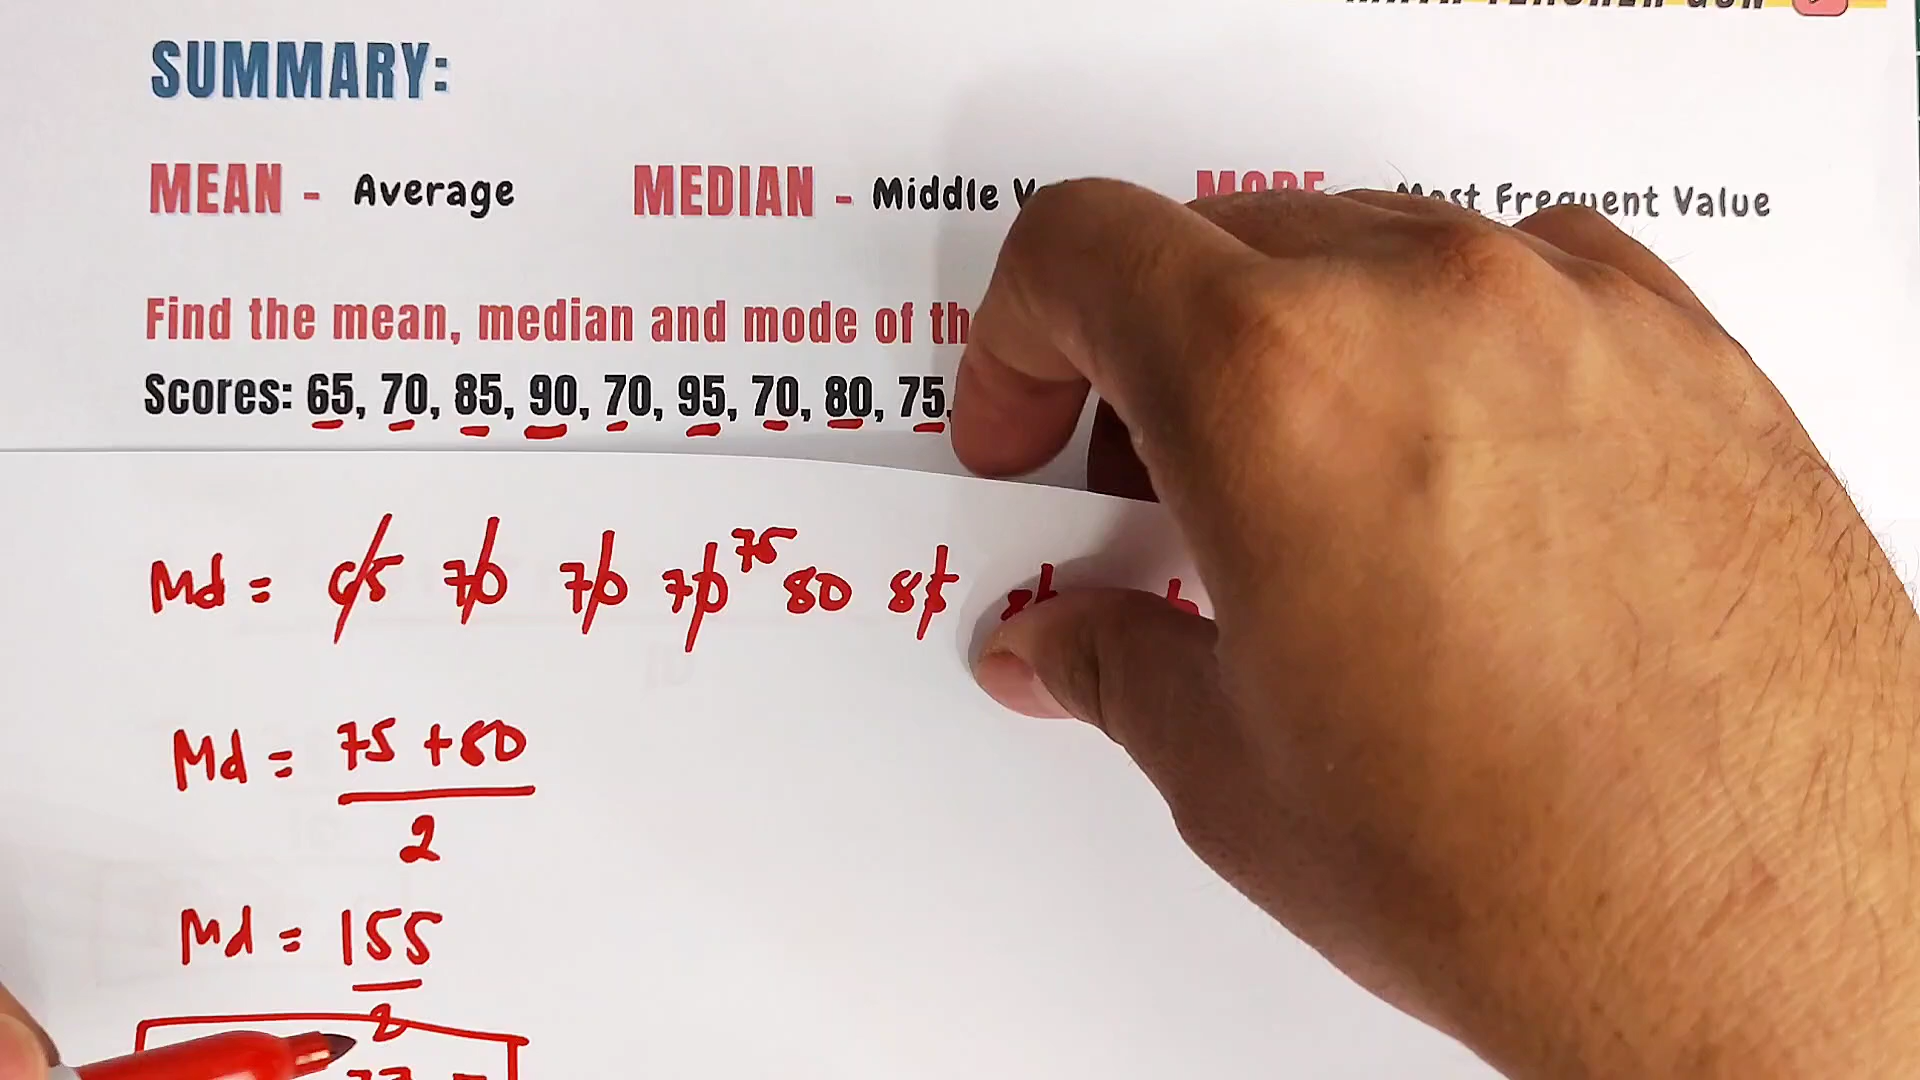 SUMMARY:
MEAN - Average MEDIAN - Middle MODE Most Frequent Value
Find the mean, median and mode of
Scores: 65, 70, 85, 90, 70, 95, 70, 80, 75,
Md = 65 70 70 70 75 80 85
Md = 75 + 80
2
Md = 155
2